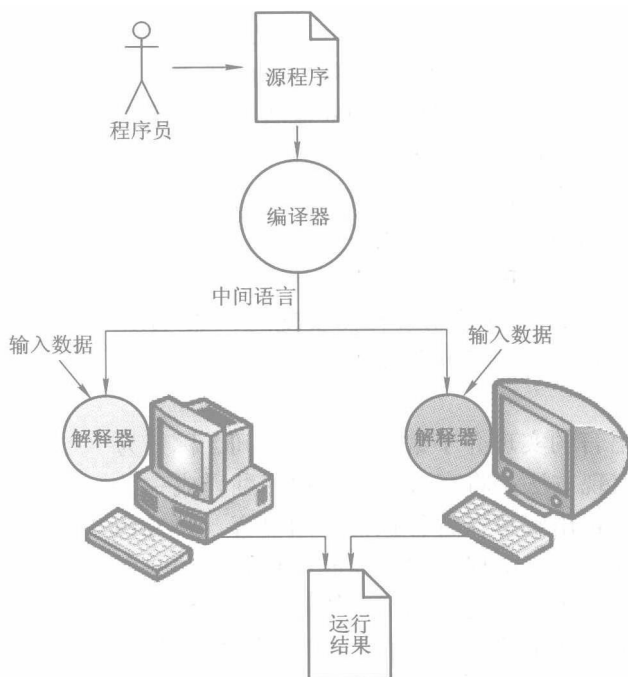 源程序
程序员
编译器
中间语言
输入数据
输入数据
解释器
解释器
运行
结果